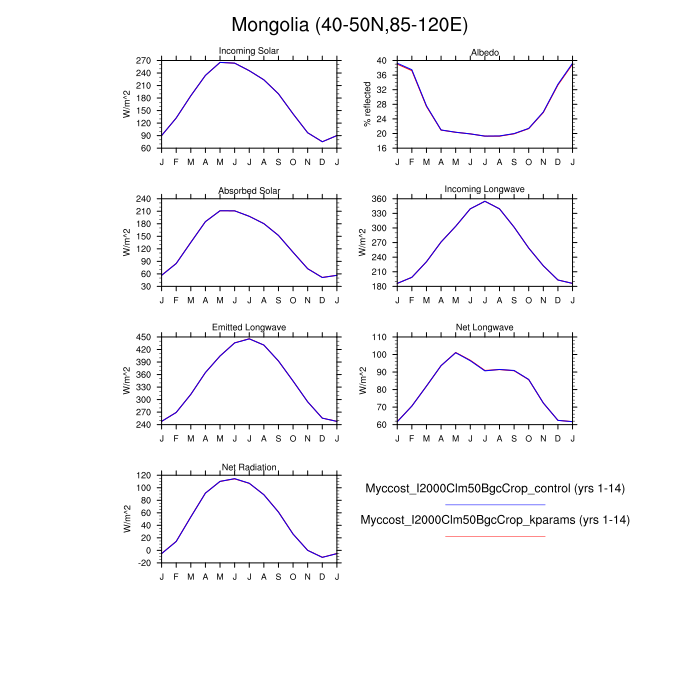 Mongolia (40-50N,85-120E)
Incoming Solar
W/m^2
270
240
210
180
150
120
90
60
J F M A M J J A S O N D J
Albedo
% reflected
40
36
32
28
24
20
16
J F M A M J J A S O N D J
Absorbed Solar
W/m^2
240
210
180
150
120
90
60
30
J F M A M J J A S O N D J
Incoming Longwave
W/m^2
360
330
300
270
240
210
180
J F M A M J J A S O N D J
Emitted Longwave
W/m^2
450
420
390
360
330
300
270
240
J F M A M J J A S O N D J
Net Longwave
W/m^2
110
100
90
80
70
60
J F M A M J J A S O N D J
Net Radiation
W/m^2
120
100
80
60
40
20
0
-20
J F M A M J J A S O N D J
Myccost_I2000Clm50BgcCrop_control (yrs 1-14)
Myccost_I2000Clm50BgcCrop_kparams (yrs 1-14)